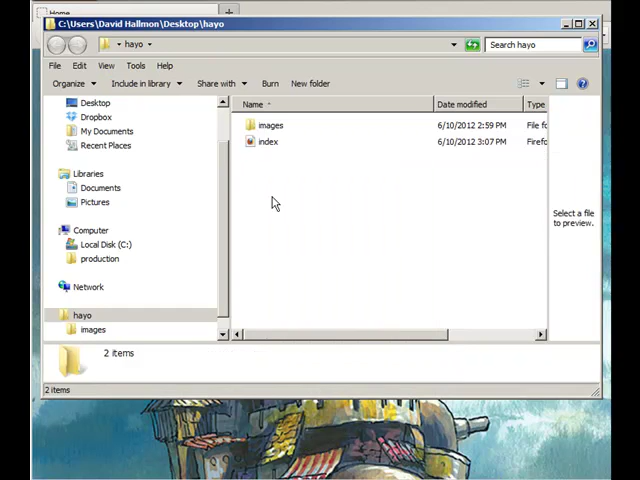 Home
C:\Users\David Hallmon\Desktop\hayo
hayo
Search hayo
File Edit View Tools Help
Organize Include in library Share with Burn New folder
Name Date modified Type
Desktop
Dropbox
My Documents
Recent Places
Libraries
Documents
Pictures
Computer
Local Disk (C:)
production
Network
hayo
images
images 6/10/2012 2:59 PM File fo
index 6/10/2012 3:07 PM Firefo
Select a file
to preview.
2 items
2 items